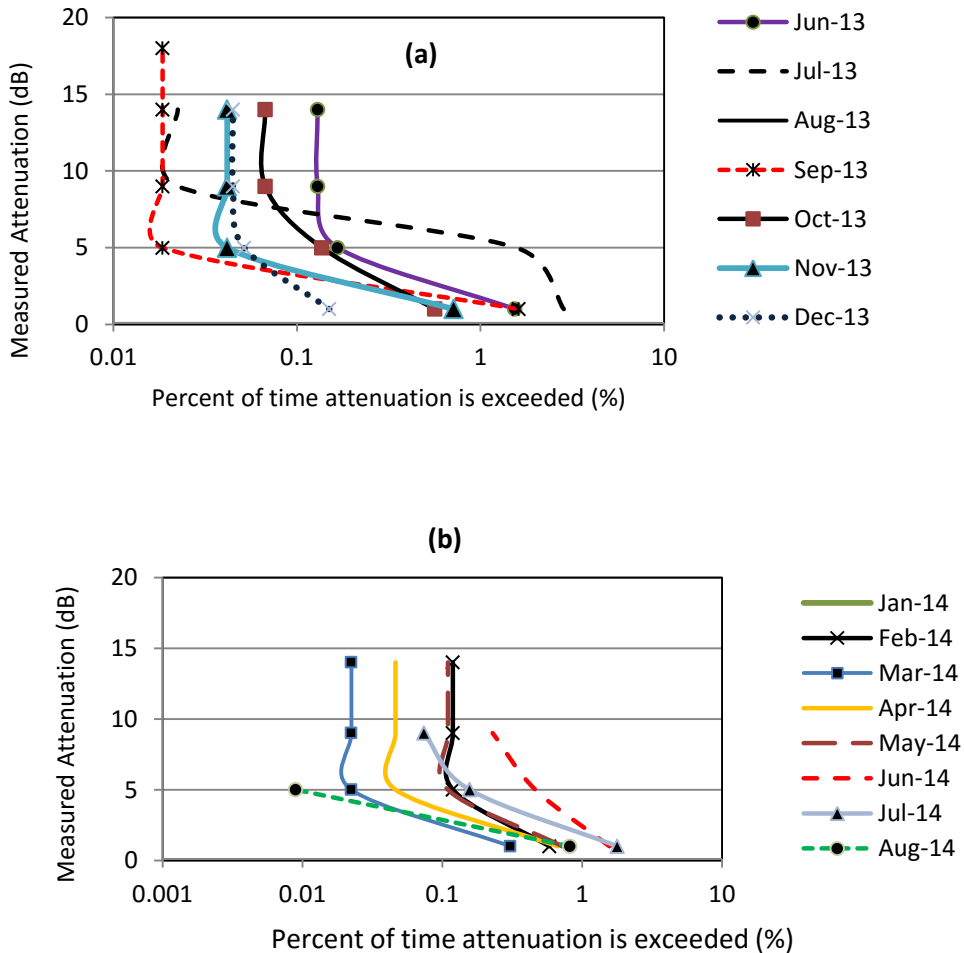 (a)
Measured Attenuation (dB)
20
15
10
5
0
0.01
0.1
1
10
Percent of time attenuation is exceeded (%)
Jun-13
Jul-13
Aug-13
Sep-13
Oct-13
Nov-13
Dec-13
(b)
Measured Attenuation (dB)
20
15
10
5
0
0.001
0.01
0.1
1
10
Percent of time attenuation is exceeded (%)
Jan-14
Feb-14
Mar-14
Apr-14
May-14
Jun-14
Jul-14
Aug-14